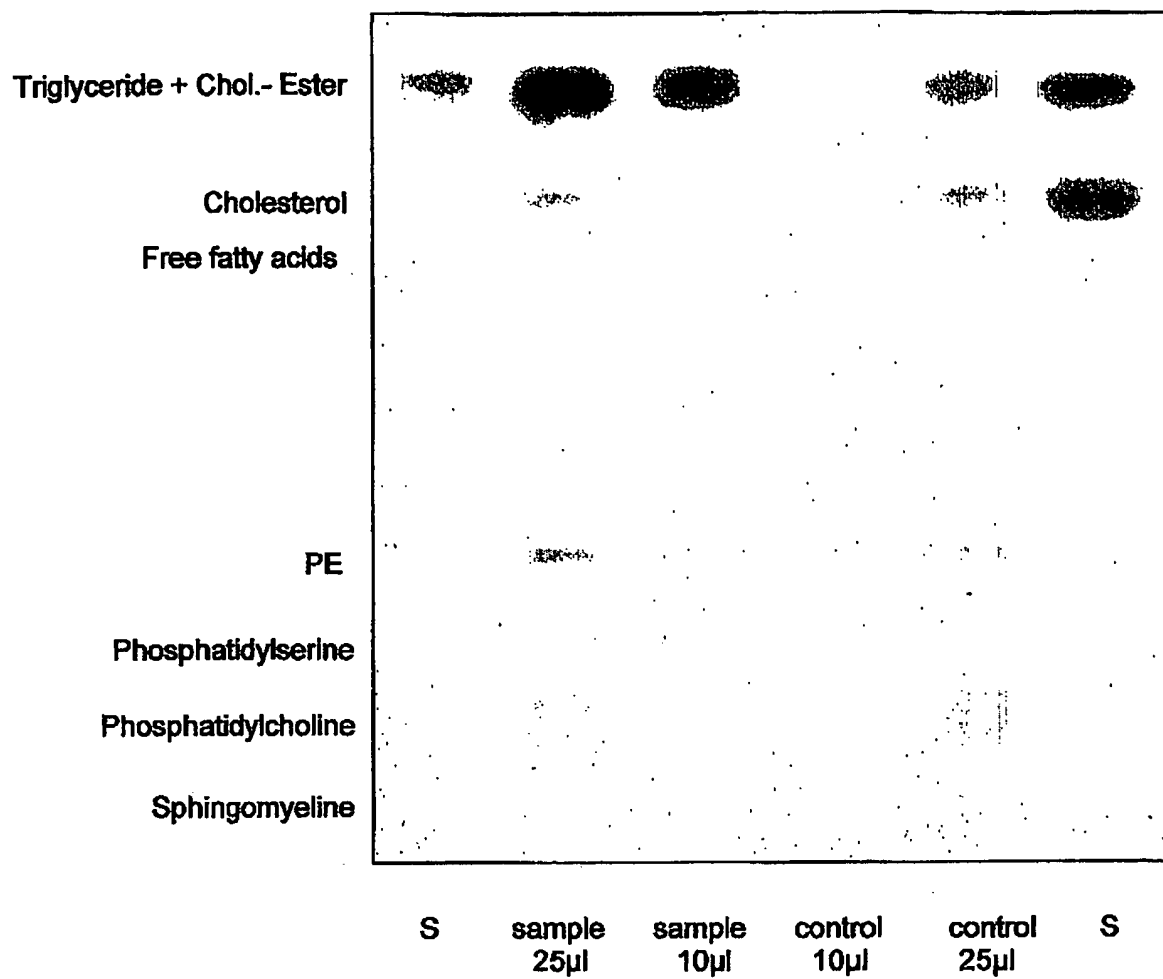 Triglyceride + Chol.- Ester
Cholesterol
Free fatty acids
PE
Phosphatidylserine
Phosphatidylcholine
Sphingomyeline
S sample sample control control S
25µl 10µl 10µl 25µl